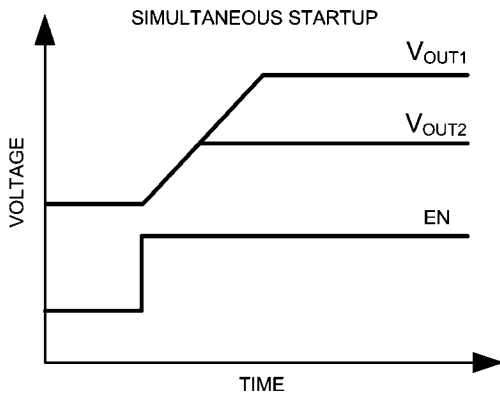 SIMULTANEOUS STARTUP
VOUT1
VOUT2
VOLTAGE
EN
TIME